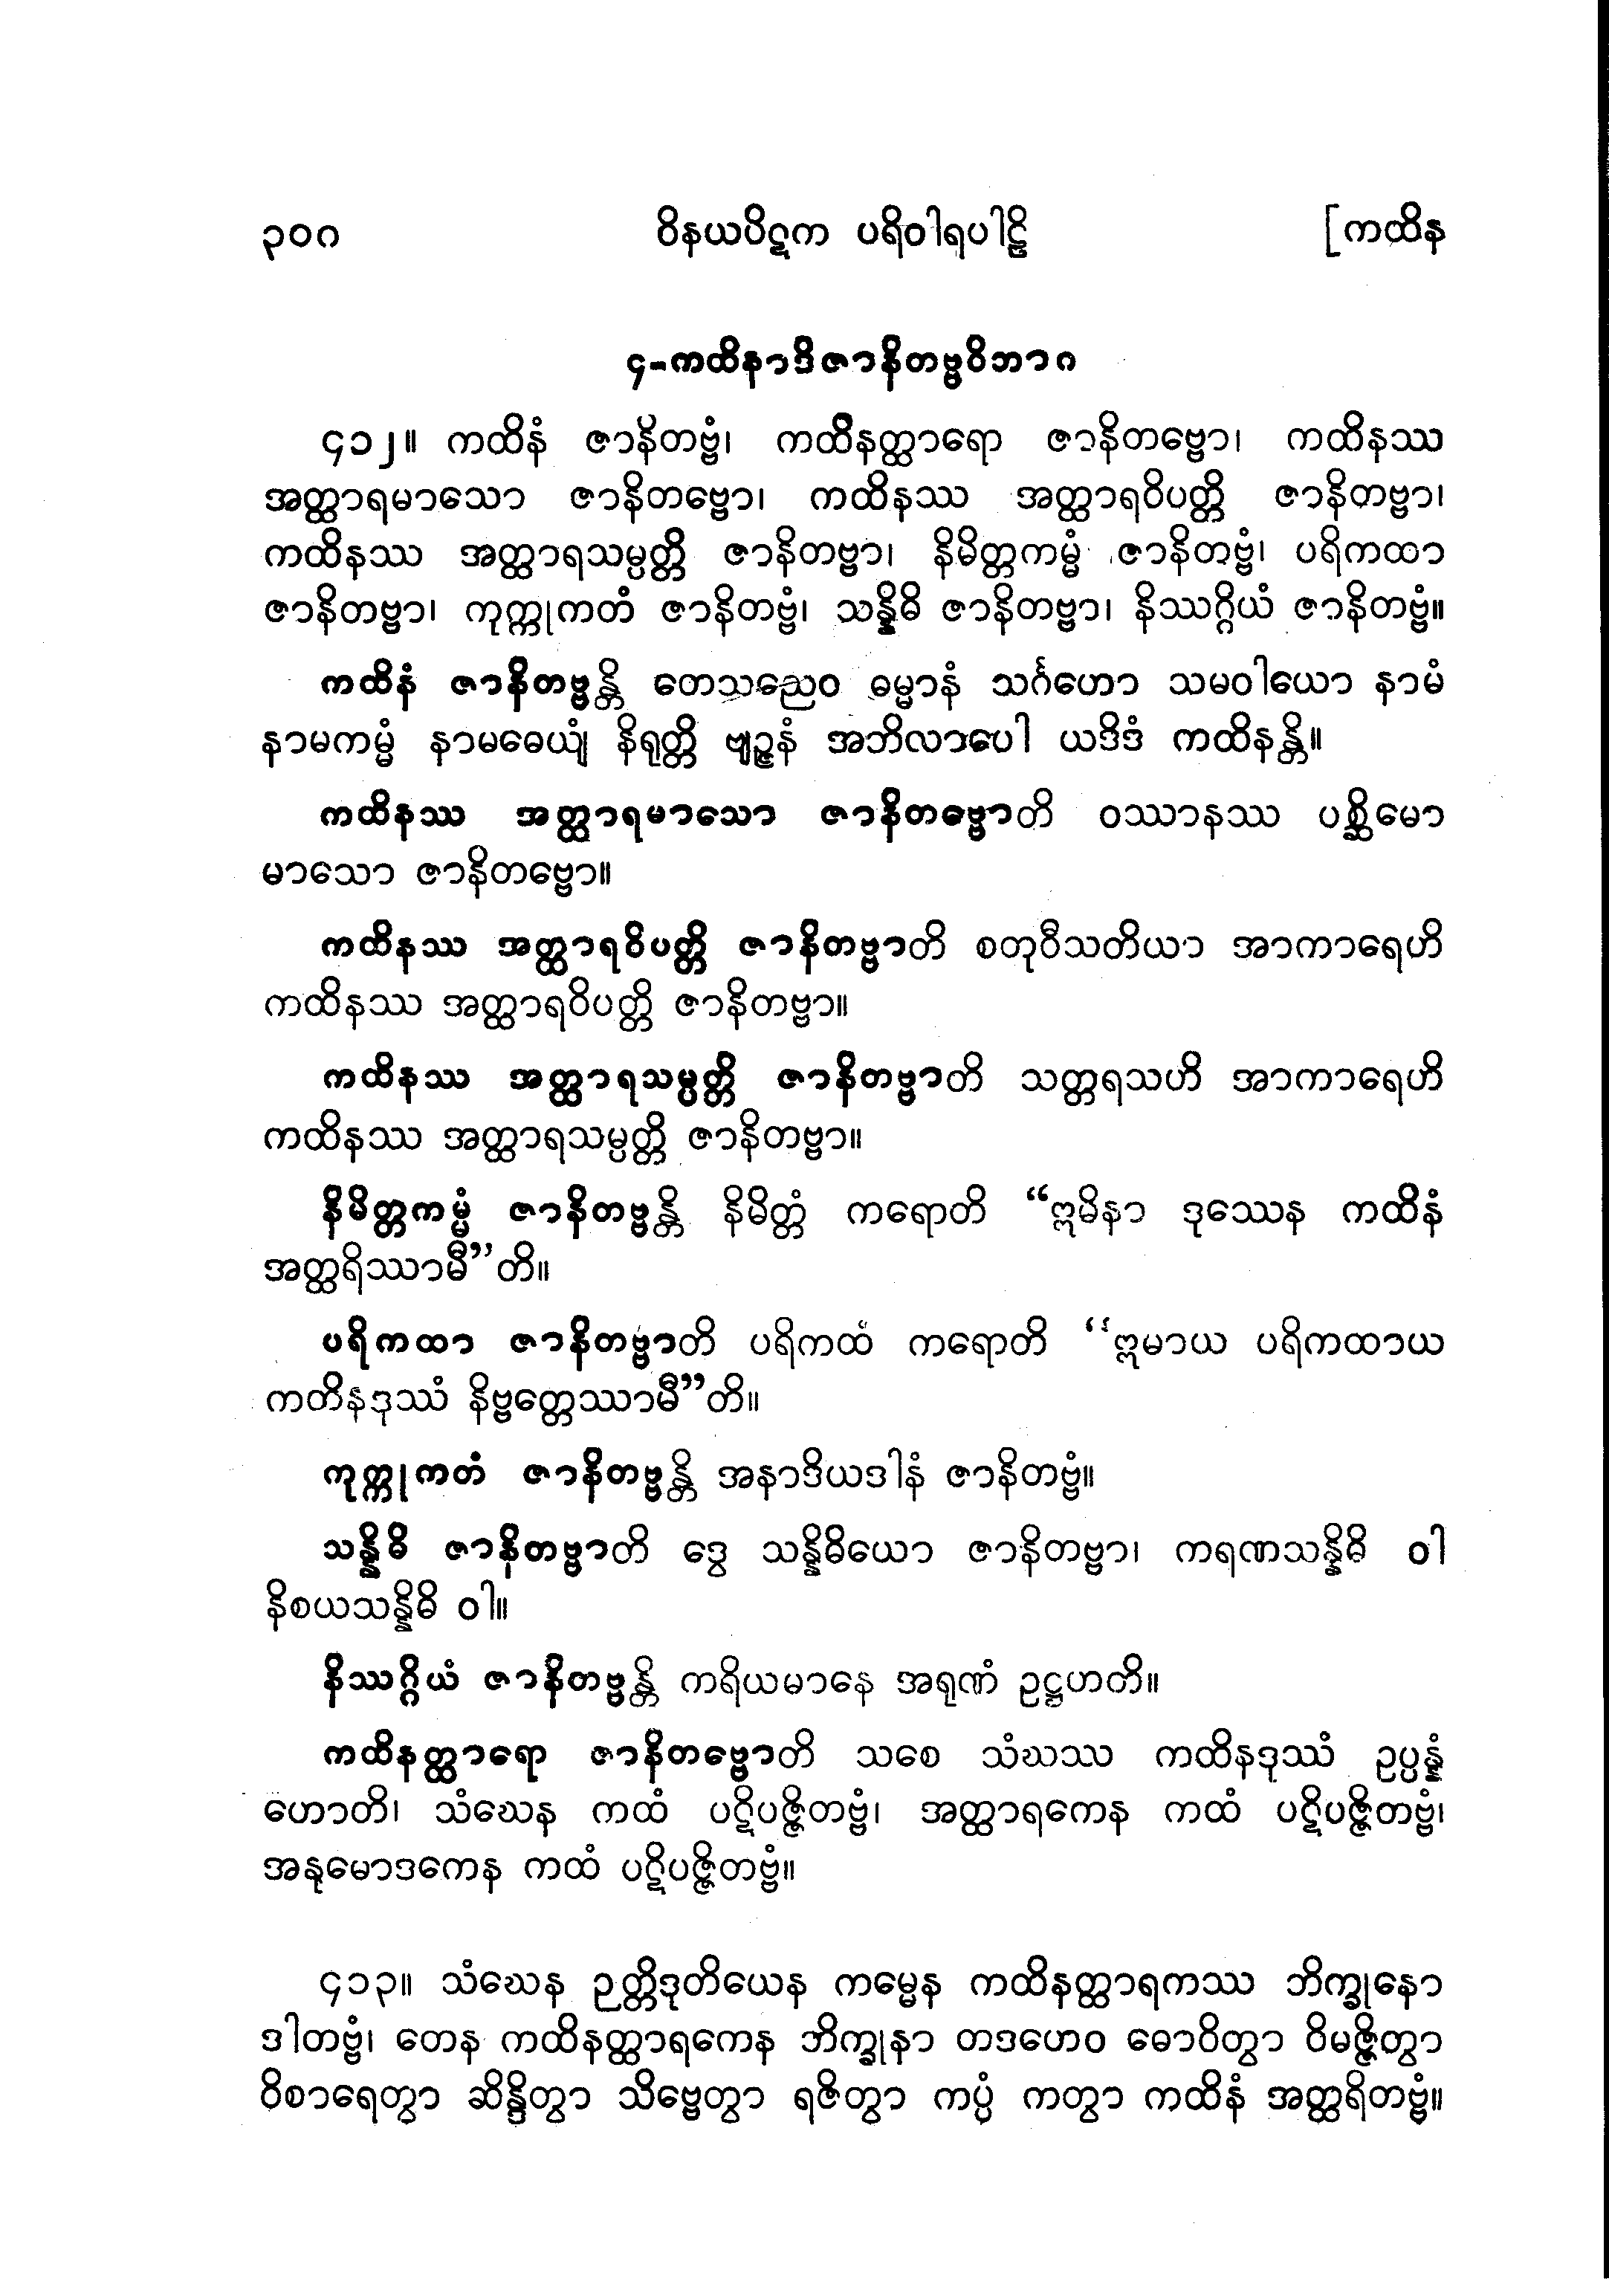 ၃၀ဂ ဝိနယပိဋက ပရိဝါရပါဠိ [ကထိန
၄-ကထိနာဒိဇာနိတဗ္ဗဝိဘာဂ
၄၁၂။ ကထိနံ ဇာနိတဗ္ဗံ၊ ကထိနတ္ထာရော ဇာနိတဗ္ဗော၊ ကထိနဿ
အတ္ထာရမာသော ဇာနိတဗ္ဗော၊ ကထိနဿ အတ္ထာရဝိပတ္တိ ဇာနိတဗ္ဗာ၊
ကထိနဿ အတ္ထာရသမ္ပတ္တိ ဇာနိတဗ္ဗာ၊ နိမိတ္တကမ္မံ ဇာနိတဗ္ဗံ၊ ပရိကထာ
ဇာနိတဗ္ဗာ၊ ကုက္ကုကတံ ဇာနိတဗ္ဗံ၊ သန္နိဓိ ဇာနိတဗ္ဗာ၊ နိဿဂ္ဂိယံ ဇာနိတဗ္ဗံ။
ကထိနံ ဇာနိတဗ္ဗန္တိ တေသညေဝ ဓမ္မာနံ သင်္ဂဟော သမဝါယော နာမံ
နာမကမ္မံ နာမဓေယျံ နိရုတ္တိ ဗျဉ္ဇနံ အဘိလာပေါ ယဒိဒံ ကထိနန္တိ။
ကထိနဿ အတ္ထာရမာသော ဇာနိတဗ္ဗောတိ ဝဿာနဿ ပစ္ဆိမော
မာသော ဇာနိတဗ္ဗော။
ကထိနဿ အတ္ထာရဝိပတ္တိ ဇာနိတဗ္ဗာတိ စတုဝီသတိယာ အာကာရေဟိ
ကထိနဿ အတ္ထာရဝိပတ္တိ ဇာနိတဗ္ဗာ။
ကထိနဿ အတ္ထာရသမ္ပတ္တိ ဇာနိတဗ္ဗာတိ သတ္တရသဟိ အာကာရေဟိ
ကထိနဿ အတ္ထာရသမ္ပတ္တိ ဇာနိတဗ္ဗာ။
နိမိတ္တကမ္မံ ဇာနိတဗ္ဗန္တိ နိမိတ္တံ ကရောတိ “ဣမိနာ ဒုဿေန ကထိနံ
အတ္ထရိဿာမီ”တိ။
ပရိကထာ ဇာနိတဗ္ဗာတိ ပရိကထံ ကရောတိ “ဣမာယ ပရိကထာယ
ကတိနဒုဿံ နိဗ္ဗတ္တေဿာမီ”တိ။
ကုက္ကုကတံ ဇာနိတဗ္ဗန္တိ အနာဒိယဒါနံ ဇာနိတဗ္ဗံ။
သန္နိဓိ ဇာနိတဗ္ဗာတိ ဒွေ သန္နိဓိယော ဇာနိတဗ္ဗာ၊ ကရဏသန္နိဓိ ဝါ
နိစယသန္နိဓိ ဝါ။
နိဿဂ္ဂိယံ ဇာနိတဗ္ဗန္တိ ကရိယမာနေ အရုဏံ ဥဋ္ဌဟတိ။
ကထိနတ္ထာရော ဇာနိတဗ္ဗောတိ သစေ သံဃဿ ကထိနဒုဿံ ဥပ္ပန္နံ
ဟောတိ၊ သံဃေန ကထံ ပဋိပဇ္ဇိတဗ္ဗံ၊ အတ္ထာရကေန ကထံ ပဋိပဇ္ဇိတဗ္ဗံ၊
အနုမောဒကေန ကထံ ပဋိပဇ္ဇိတဗ္ဗံ။
၄၁၃။ သံဃေန ဉတ္တိဒုတိယေန ကမ္မေန ကထိနတ္ထာရကဿ ဘိက္ခုနော
ဒါတဗ္ဗံ၊ တေန ကထိနတ္ထာရကေန ဘိက္ခုနာ တဒဟေဝ ဓောဝိတွာ ဝိမဇ္ဇိတွာ
ဝိစာရေတွာ ဆိန္ဒိတွာ သိဗ္ဗေတွာ ရဇိတွာ ကပ္ပံ ကတွာ ကထိနံ အတ္ထရိတဗ္ဗံ။